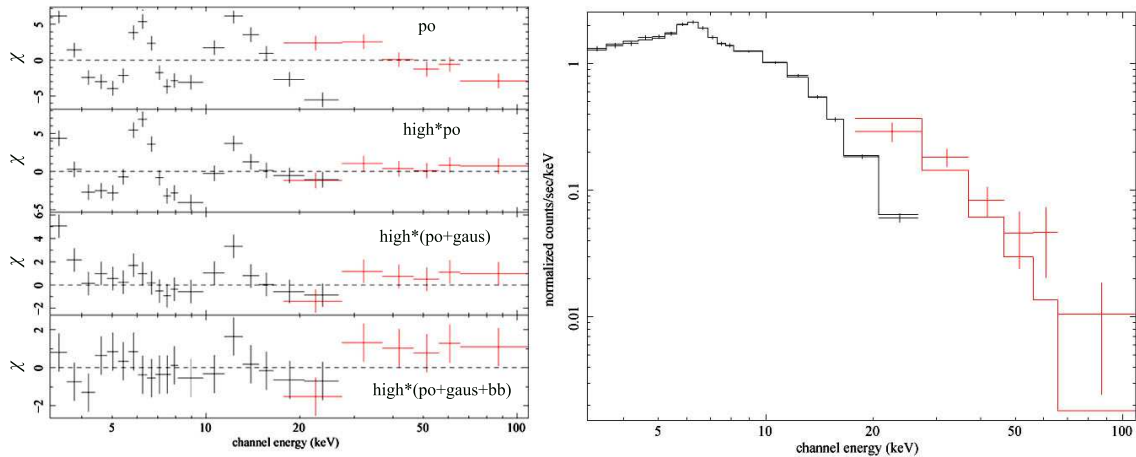 po
5
0
-5
χ
high*po
5
0
-5
χ
high*(po+gaus)
6
4
2
0
-2
χ
high*(po+gaus+bb)
2
0
-2
χ
5 10 20 50 100
channel energy (keV)
1
0.1
0.01
normalized counts/sec/keV
5 10 20 50 100
channel energy (keV)